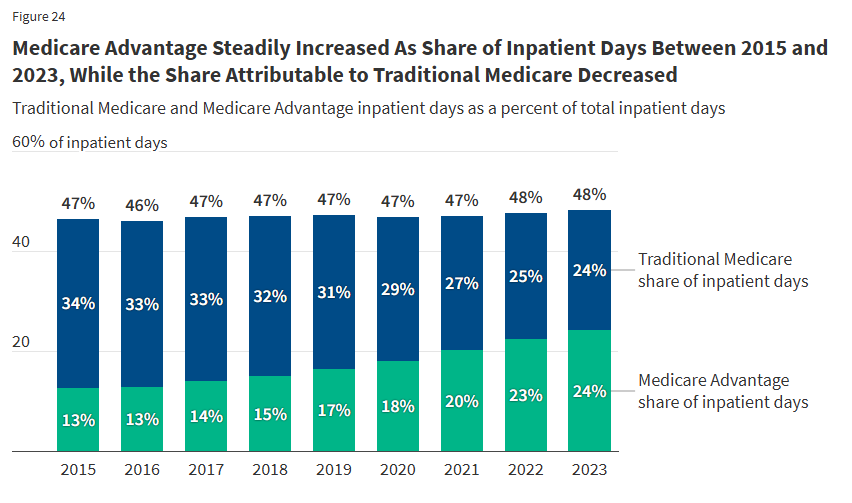 Figure 24
Medicare Advantage Steadily Increased As Share of Inpatient Days Between 2015 and
2023, While the Share Attributable to Traditional Medicare Decreased
Traditional Medicare and Medicare Advantage inpatient days as a percent of total inpatient days
60% of inpatient days
47% 46% 47% 47% 47% 47% 47% 48% 48%
40
Traditional Medicare
share of inpatient days
34% 33% 33% 32% 31% 29% 27% 25% 24%
20
Medicare Advantage
share of inpatient days
13% 13% 14% 15% 17% 18% 20% 23% 24%
2015 2016 2017 2018 2019 2020 2021 2022 2023